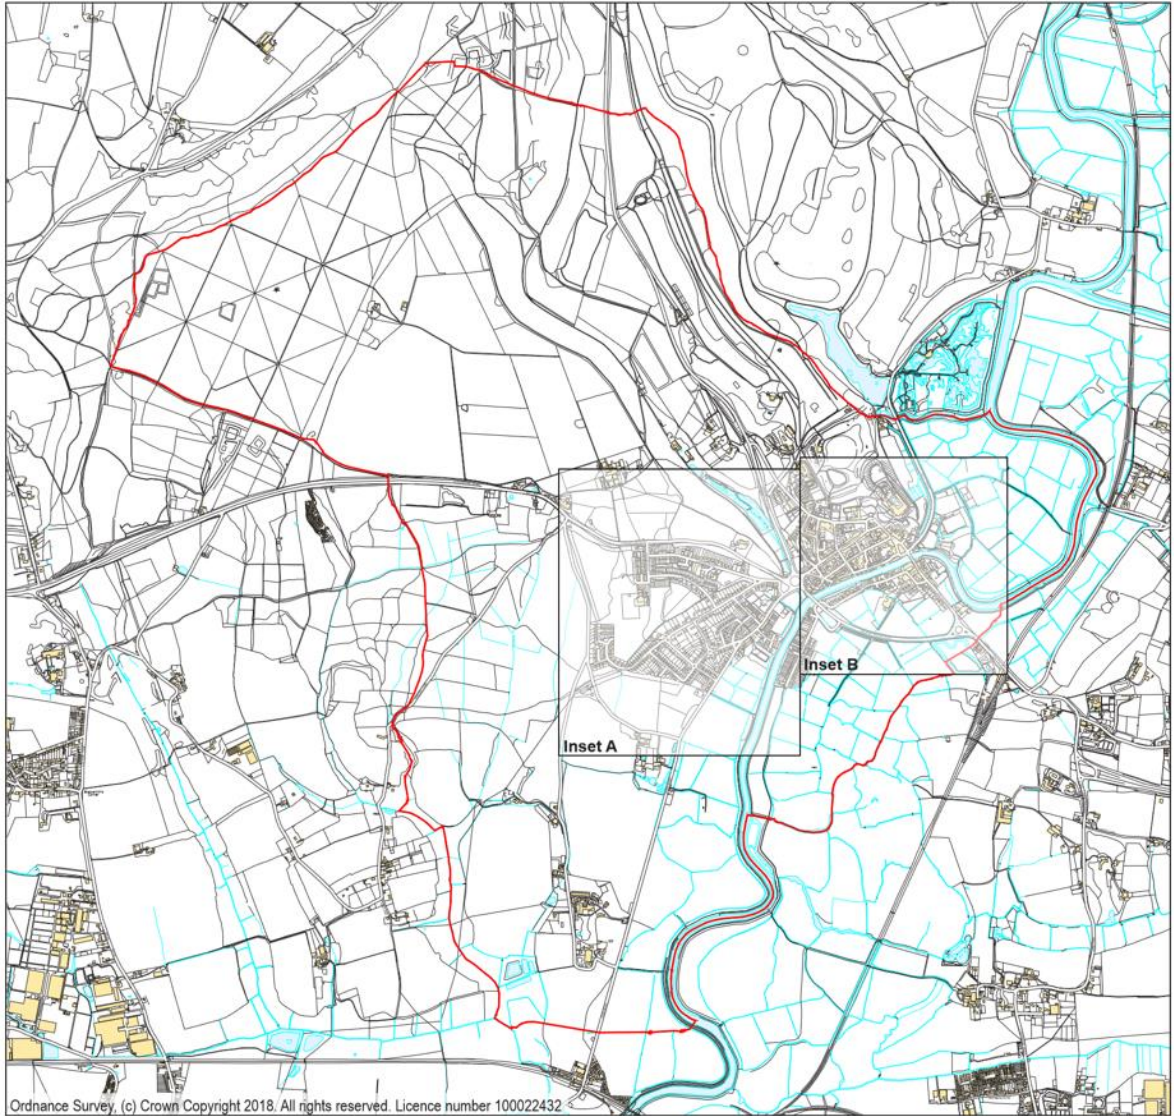 Inset B
Inset A
Ordnance Survey, (c) Crown Copyright 2018. All rights reserved. Licence number 100022432